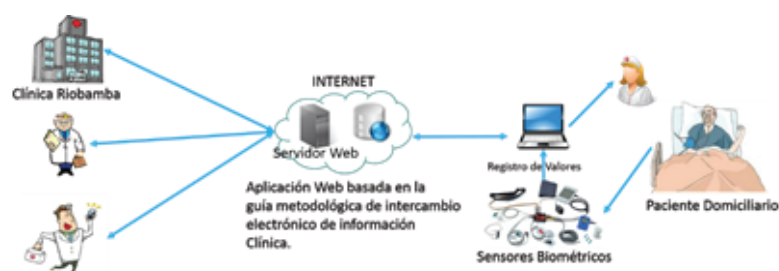 Clínica Riobamba
INTERNET
Servidor Web
Aplicación Web basada en la
guía metodológica de intercambio
electrónico de información
Clínica.
Registro de Valores
Sensores Biométricos
Paciente Domiciliario